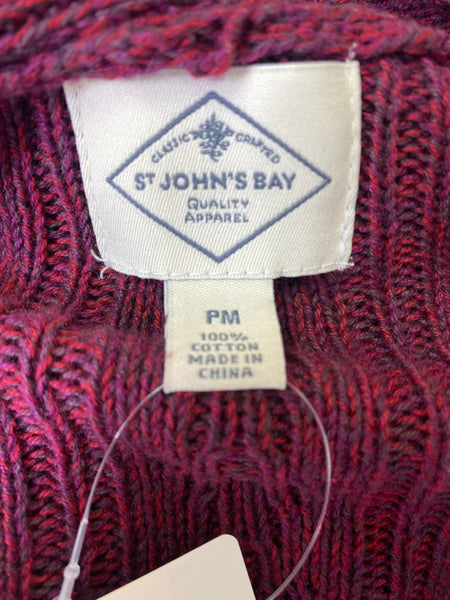 CLASSIC CRAFTED
ST JOHN'S BAY
QUALITY
APPAREL
PM
100%
COTTON
MADE IN
CHINA